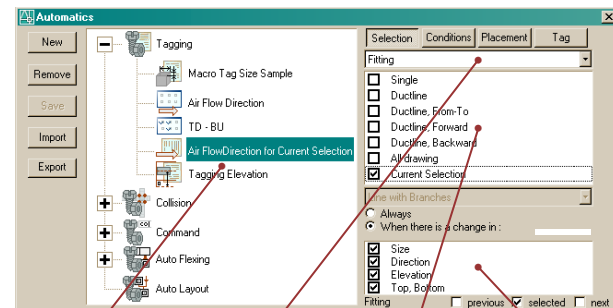 Automatics
New
Remove
Save
Import
Export
Tagging
Macro Tag Size Sample
Air Flow Direction
TD - BU
Air FlowDirection for Current Selection
Tagging Elevation
Collision
Command
Auto Flexing
Auto Layout
Selection Conditions Placement Tag
Fitting
Single
Ductline
Ductline, From-To
Ductline, Forward
Ductline, Backward
All drawing
Current Selection
Line with Branches
Always
When there is a change in :
Size
Direction
Elevation
Top, Bottom
Fitting previous selected next